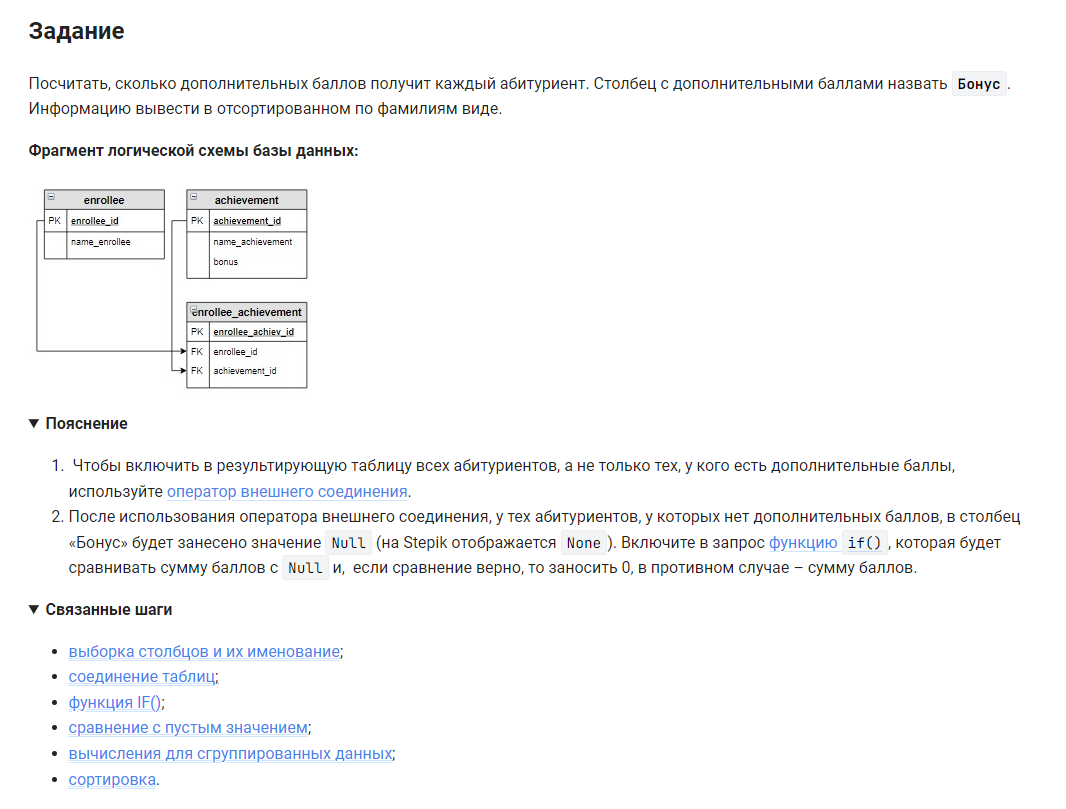 Задание
Посчитать, сколько дополнительных баллов получит каждый абитуриент. Столбец с дополнительными баллами назвать Бонус .
Информацию вывести в отсортированном по фамилиям виде.
Фрагмент логической схемы базы данных:
enrollee
PK enrollee_id
name_enrollee
achievement
PK achievement_id
name_achievement
bonus
enrollee_achievement
PK enrollee_achiev_id
FK enrollee_id
FK achievement_id
▼ Пояснение
1. Чтобы включить в результирующую таблицу всех абитуриентов, а не только тех, у кого есть дополнительные баллы,
используйте оператор внешнего соединения.
2. После использования оператора внешнего соединения, у тех абитуриентов, у которых нет дополнительных баллов, в столбец
«Бонус» будет занесено значение Null (на Stepik отображается None ). Включите в запрос функцию if() , которая будет
сравнивать сумму баллов с Null и, если сравнение верно, то заносить 0, в противном случае – сумму баллов.
▼ Связанные шаги
• выборка столбцов и их именование;
• соединение таблиц;
• функция IF();
• сравнение с пустым значением;
• вычисления для сгруппированных данных;
• сортировка.